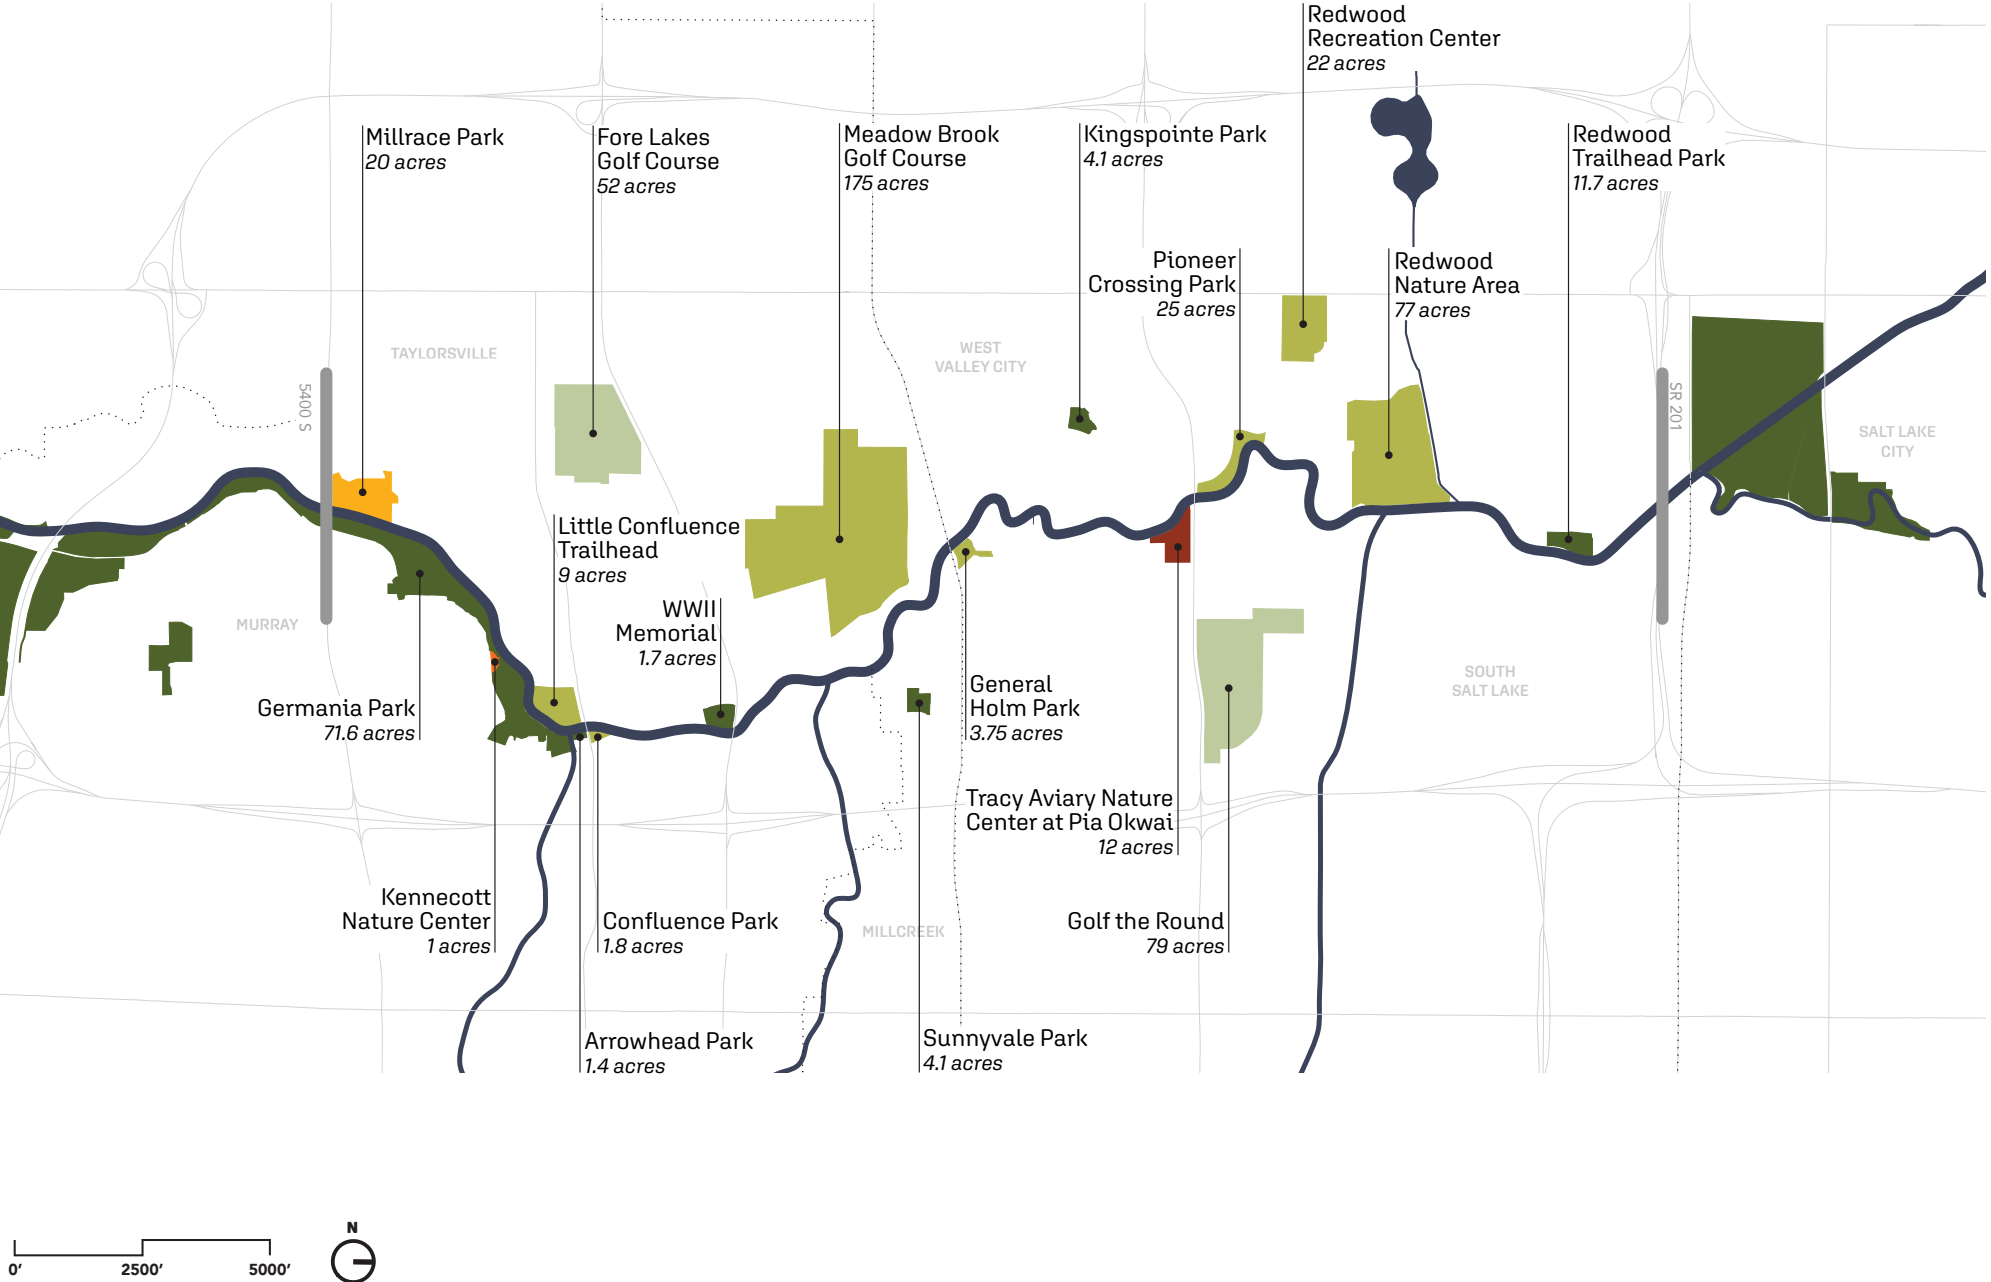 Redwood
Recreation Center
22 acres
Millrace Park
20 acres
Fore Lakes
Golf Course
52 acres
Meadow Brook
Golf Course
175 acres
Kingspointe Park
4.1 acres
Redwood
Trailhead Park
11.7 acres
Pioneer
Crossing Park
25 acres
Redwood
Nature Area
77 acres
TAYLORSVILLE
WEST
VALLEY CITY
5400 S
SR 201
SALT LAKE
CITY
Little Confluence
Trailhead
9 acres
WWII
Memorial
1.7 acres
MURRAY
Germania Park
71.6 acres
General
Holm Park
3.75 acres
SOUTH
SALT LAKE
Tracy Aviary Nature
Center at Pia Okwai
12 acres
Kennecott
Nature Center
1 acres
Confluence Park
1.8 acres
MILLCREEK
Golf the Round
79 acres
Arrowhead Park
1.4 acres
Sunnyvale Park
4.1 acres
N
0' 2500' 5000'